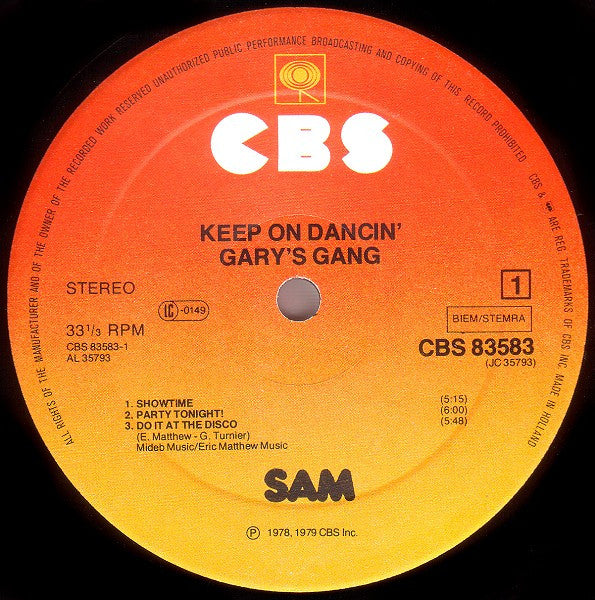 ALL RIGHTS OF THE MANUFACTURER AND OF THE OWNER OF THE RECORDED WORK RESERVED UNAUTHORIZED PUBLIC PERFORMANCE BROADCASTING AND COPYING OF THIS RECORD PROHIBITED
CBS & ARE REG. TRADEMARKS OF CBS INC. MADE IN HOLLAND
CBS
KEEP ON DANCIN'
GARY'S GANG
STEREO
LC -0149
1
33 1/3 RPM
BIEM/STEMRA
CBS 83583-1
AL 35793
CBS 83583
(JC 35793)
1. SHOWTIME (5:15)
2. PARTY TONIGHT! (6:00)
3. DO IT AT THE DISCO (5:48)
(E. Matthew - G. Turnier)
Mideb Music/Eric Matthew Music
SAM
℗ 1978, 1979 CBS Inc.